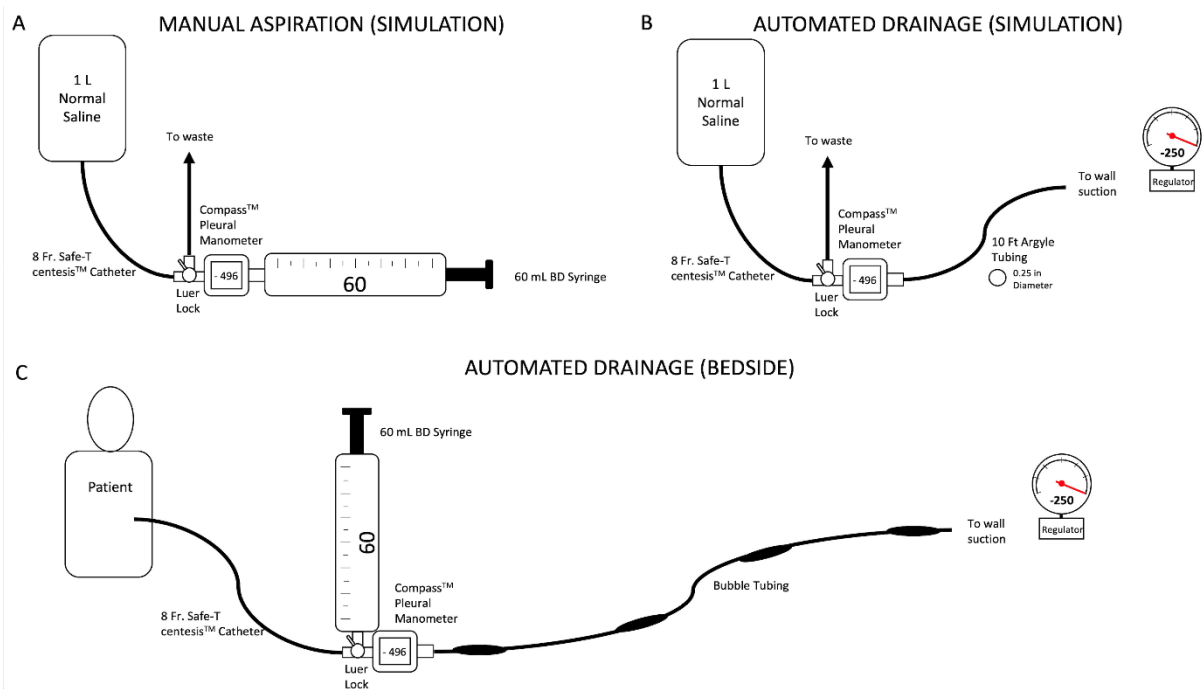 A
MANUAL ASPIRATION (SIMULATION)
1 L
Normal
Saline
To waste
Compass™
Pleural
Manometer
8 Fr. Safe-T
centesis™ Catheter
- 496
Luer
Lock
60
60 mL BD Syringe
B
AUTOMATED DRAINAGE (SIMULATION)
1 L
Normal
Saline
To waste
Compass™
Pleural
Manometer
8 Fr. Safe-T
centesis™ Catheter
- 496
Luer
Lock
10 Ft Argyle
Tubing
0.25 in
Diameter
To wall
suction
-250
Regulator
C
AUTOMATED DRAINAGE (BEDSIDE)
Patient
60 mL BD Syringe
60
8 Fr. Safe-T
centesis™ Catheter
Compass™
Pleural
Manometer
- 496
Luer
Lock
Bubble Tubing
To wall
suction
-250
Regulator